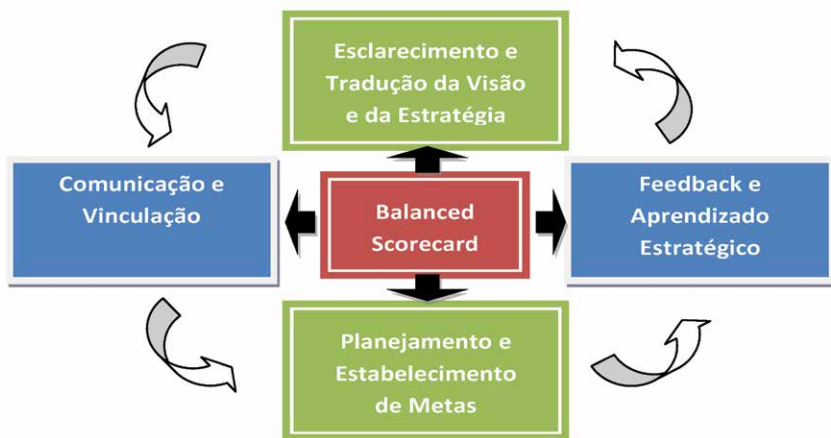 Esclarecimento e
Tradução da Visão
e da Estratégia
Comunicação e
Vinculação
Balanced
Scorecard
Feedback e
Aprendizado
Estratégico
Planejamento e
Estabelecimento
de Metas